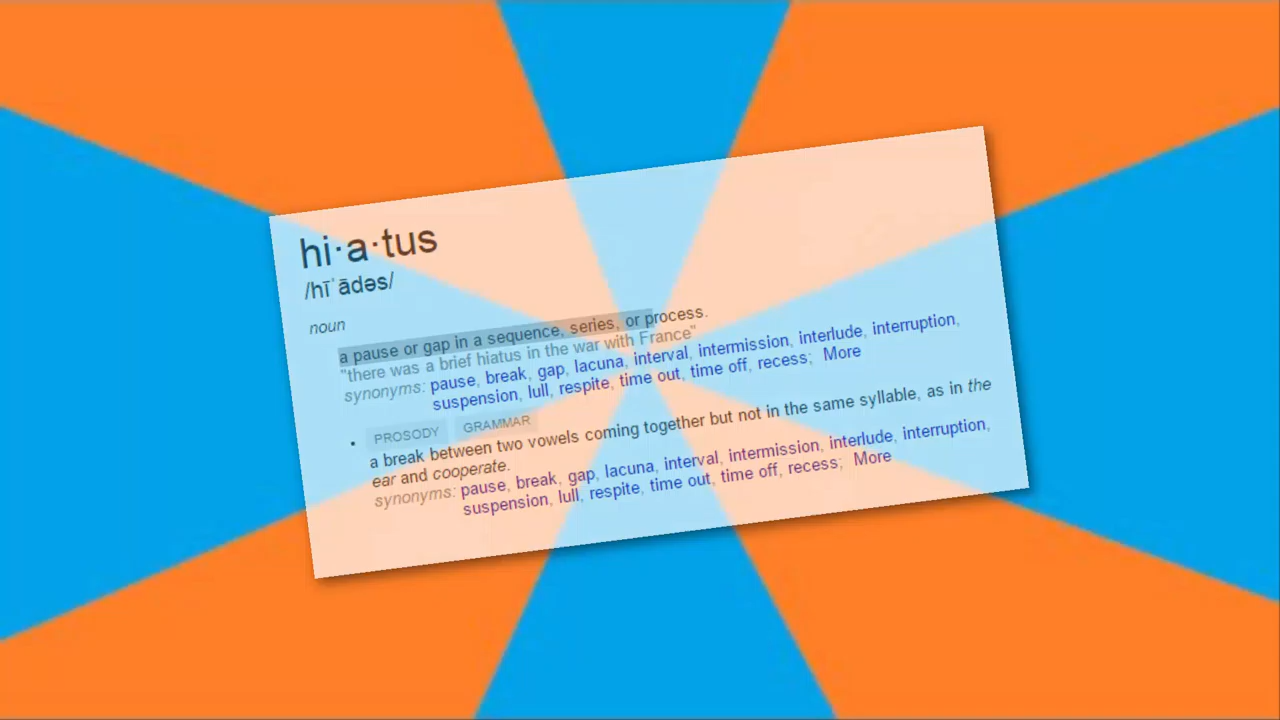 hi·a·tus
/hīˈādəs/
noun
a pause or gap in a sequence, series, or process.
"there was a brief hiatus in the war with France"
synonyms: pause, break, gap, lacuna, interval, intermission, interlude, interruption,
suspension, lull, respite, time out, time off, recess; More
• PROSODY GRAMMAR
a break between two vowels coming together but not in the same syllable, as in the
ear and cooperate.
synonyms: pause, break, gap, lacuna, interval, intermission, interlude, interruption,
suspension, lull, respite, time out, time off, recess; More